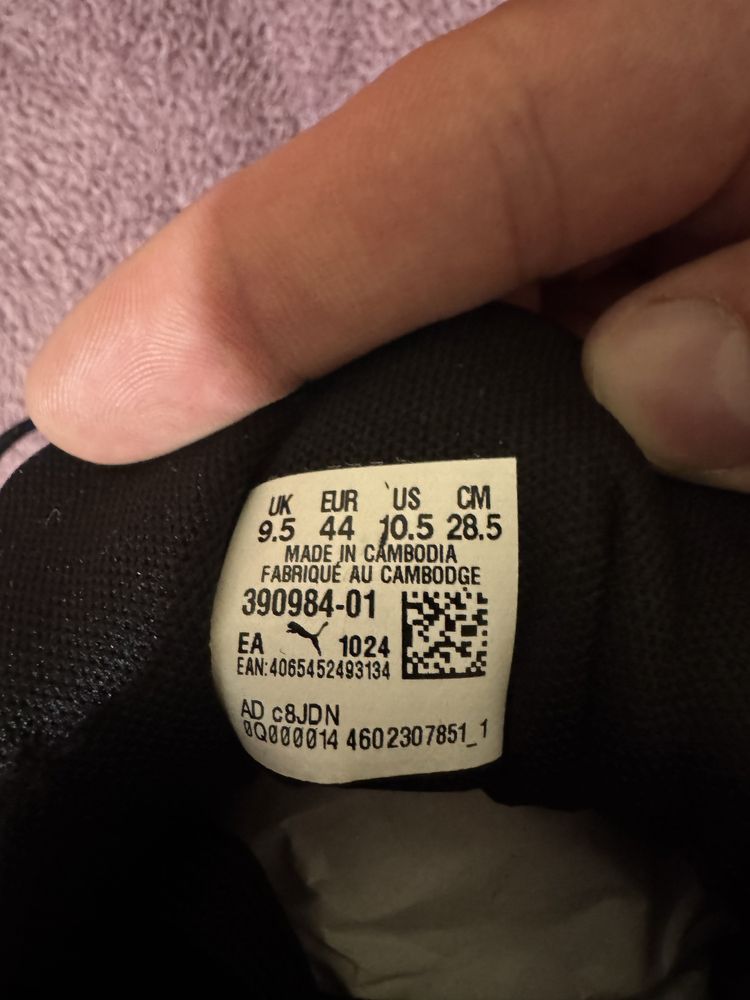 UK EUR US CM
9.5 44 10.5 28.5
MADE IN CAMBODIA
FABRIQUÉ AU CAMBODGE
390984-01
EA 1024
EAN:4065452493134
AD c8JDN
0Q000014 4602307851_1